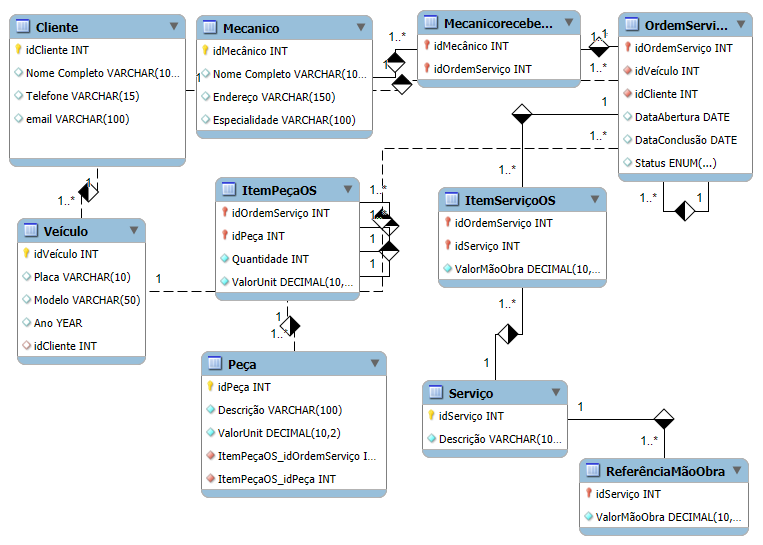 Cliente
idCliente INT
Nome Completo VARCHAR(10...
Telefone VARCHAR(15)
email VARCHAR(100)
Mecanico
idMecânico INT
Nome Completo VARCHAR(10...
Endereço VARCHAR(150)
Especialidade VARCHAR(100)
Mecanicorecebe...
idMecânico INT
idOrdemServiço INT
OrdemServi...
idOrdemServiço INT
idVeículo INT
idCliente INT
DataAbertura DATE
DataConclusão DATE
Status ENUM(...)
1
1..*
1
1..*
1
1..*
1
1..*
1..*
1
1
1..*
1..*
1
Veículo
idVeículo INT
Placa VARCHAR(10)
Modelo VARCHAR(50)
Ano YEAR
idCliente INT
1
ItemPeçaOS
idOrdemServiço INT
idPeça INT
Quantidade INT
ValorUnit DECIMAL(10,...
1..*
1..*
1
1
ItemServiçoOS
idOrdemServiço INT
idServiço INT
ValorMãoObra DECIMAL(10,...
1
1..*
1..*
1
Peça
idPeça INT
Descrição VARCHAR(100)
ValorUnit DECIMAL(10,2)
ItemPeçaOS_idOrdemServiço I...
ItemPeçaOS_idPeça INT
Serviço
idServiço INT
Descrição VARCHAR(10...
1
1..*
ReferênciaMãoObra
idServiço INT
ValorMãoObra DECIMAL(10,...